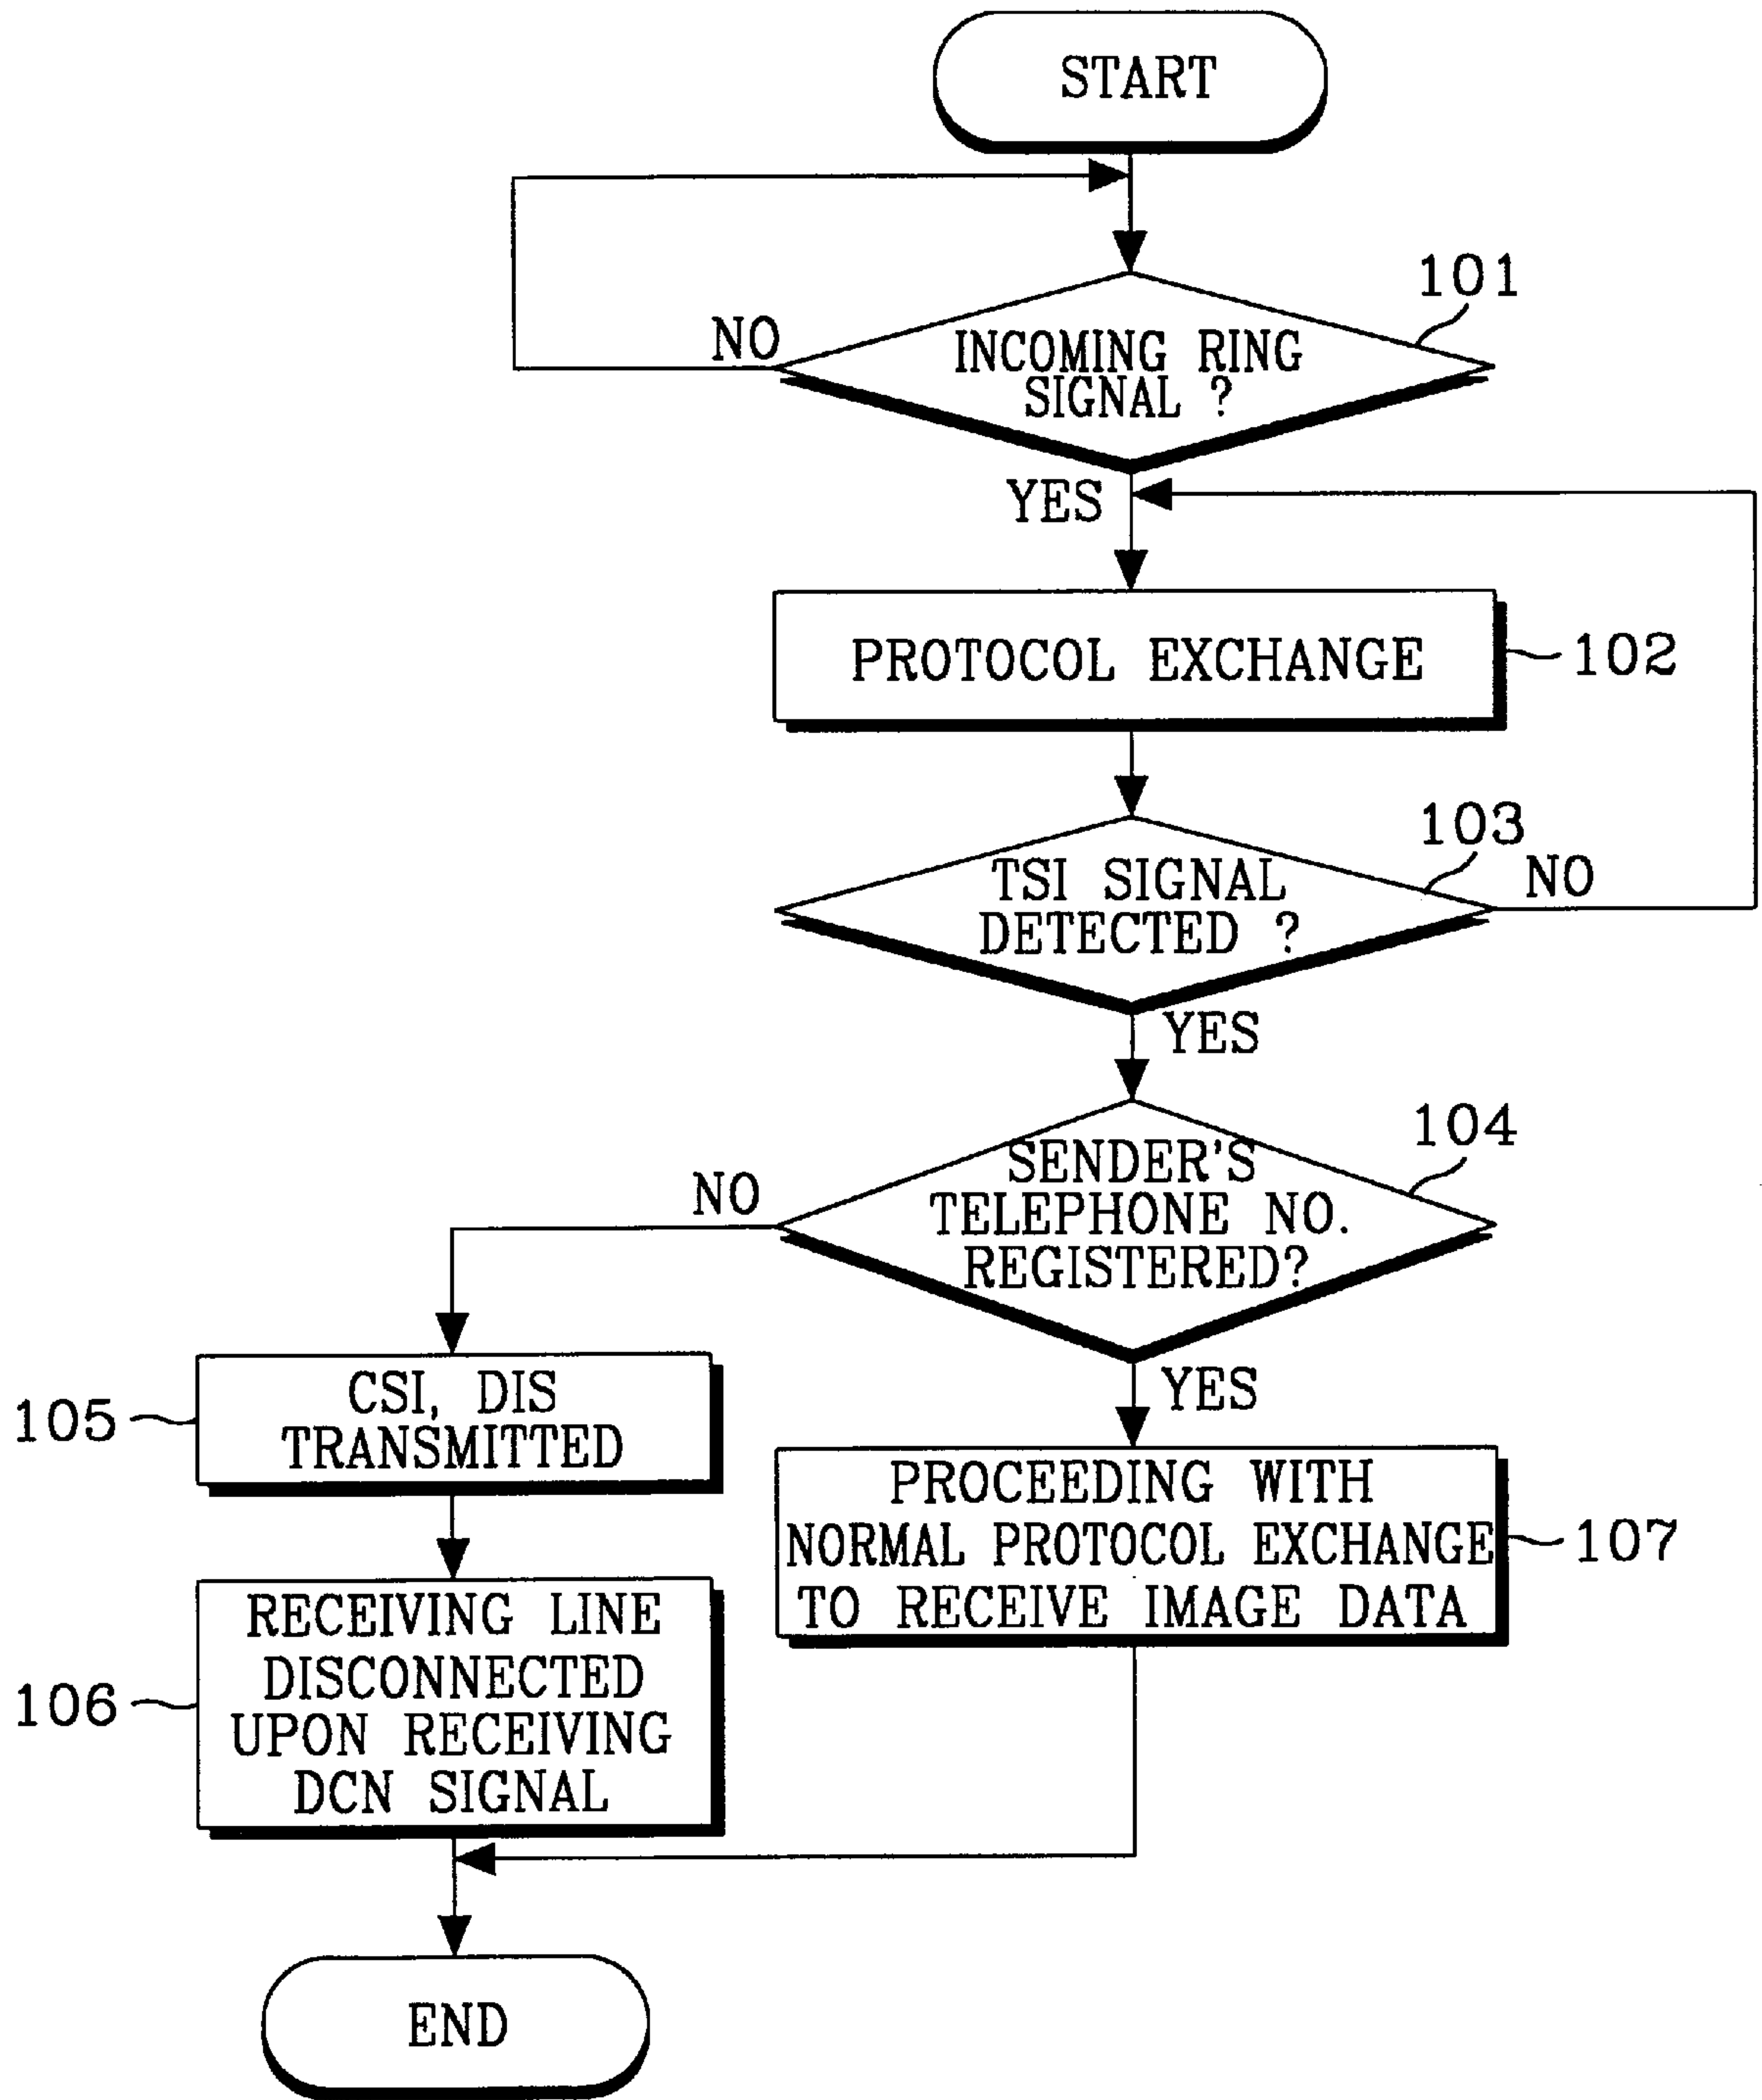 START
101
NO
INCOMING RING
SIGNAL ?
YES
PROTOCOL EXCHANGE
102
103
TSI SIGNAL
DETECTED ?
NO
YES
104
SENDER'S
TELEPHONE NO.
REGISTERED?
NO
YES
105
CSI, DIS
TRANSMITTED
PROCEEDING WITH
NORMAL PROTOCOL EXCHANGE
TO RECEIVE IMAGE DATA
107
106
RECEIVING LINE
DISCONNECTED
UPON RECEIVING
DCN SIGNAL
END